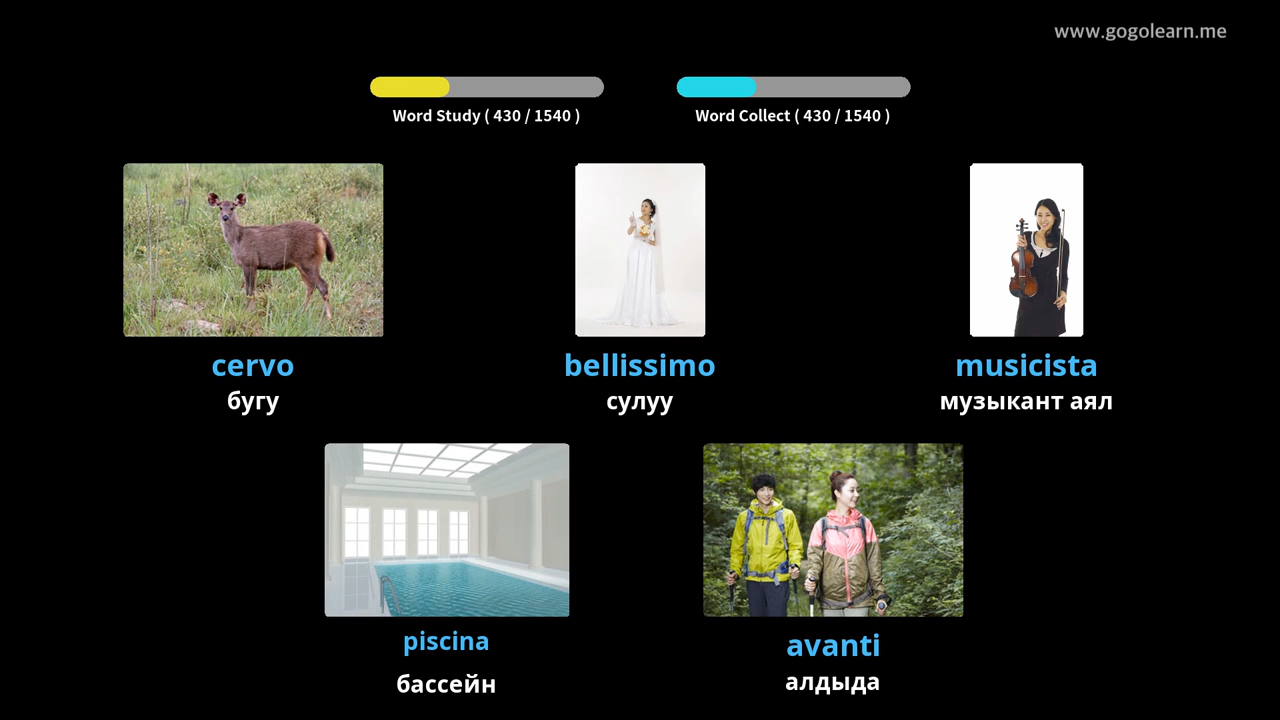 www.gogolearn.me
Word Study ( 430 / 1540 )
Word Collect ( 430 / 1540 )
cervo
бугу
bellissimo
сулуу
musicista
музыкант аял
piscina
бассейн
avanti
алдыда